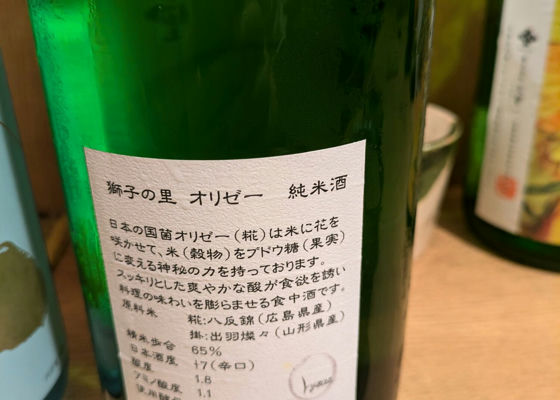 獅子の里 オリゼー 純米酒
日本の国菌オリゼー（糀）は米に花を
咲かせて、米（穀物）をブドウ糖（果実）
に変える神秘の力を持っております。
スッキリとした爽やかな酸が食欲を誘い
料理の味わいを膨らませる食中酒です。
原料米 糀:八反錦（広島県産）
掛:出羽燦々（山形県産）
精米歩合 65%
日本酒度 +7（辛口）
酸度 1.8
アミノ酸度 1.1
使用酵母